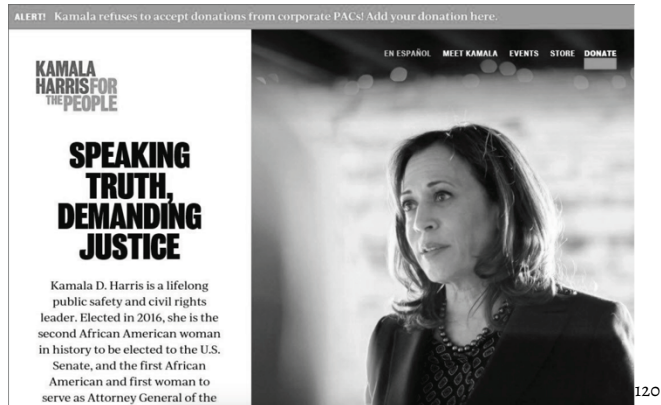 ALERT! Kamala refuses to accept donations from corporate PACs! Add your donation here.
EN ESPAÑOL MEET KAMALA EVENTS STORE DONATE
KAMALA
HARRIS FOR
THE PEOPLE
SPEAKING
TRUTH,
DEMANDING
JUSTICE
Kamala D. Harris is a lifelong
public safety and civil rights
leader. Elected in 2016, she is the
second African American woman
in history to be elected to the U.S.
Senate, and the first African
American and first woman to
serve as Attorney General of the
120